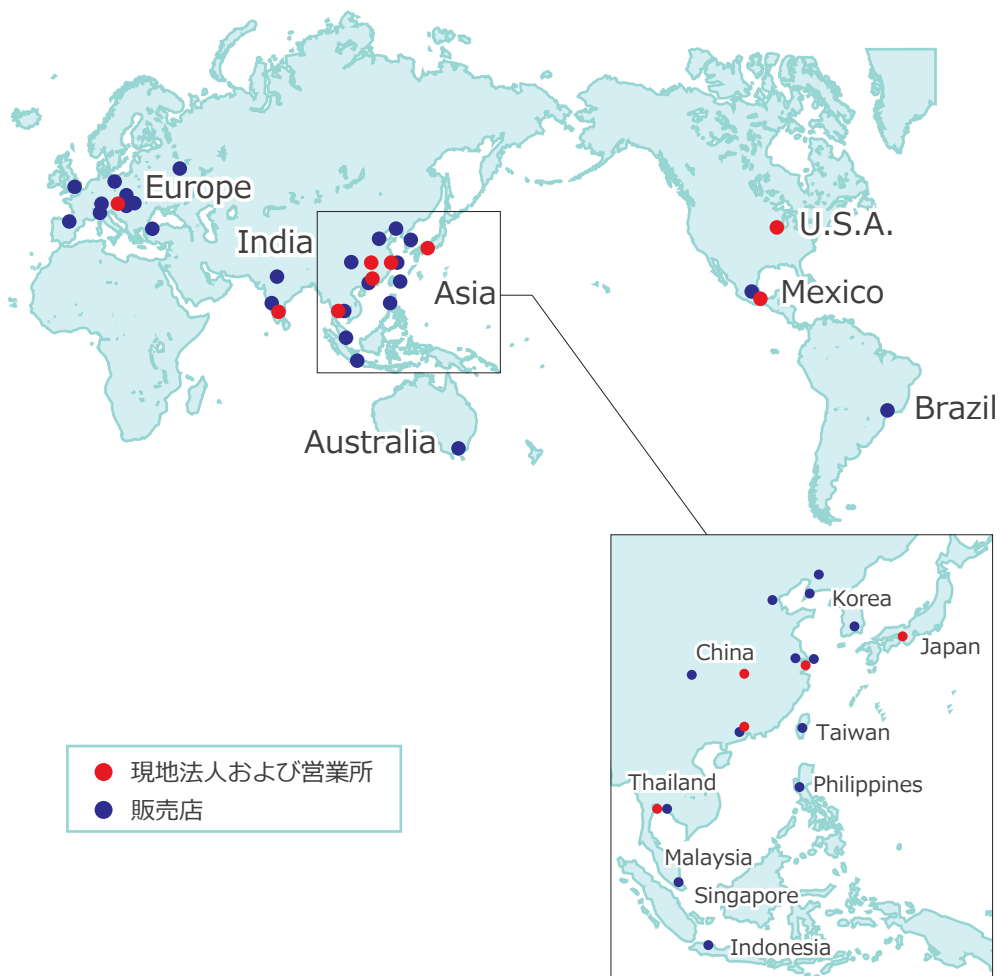 Europe
U.S.A.
India
Mexico
Asia
Brazil
Australia
Korea
Japan
China
Taiwan
Thailand
Philippines
Malaysia
Singapore
Indonesia
現地法人および営業所
販売店